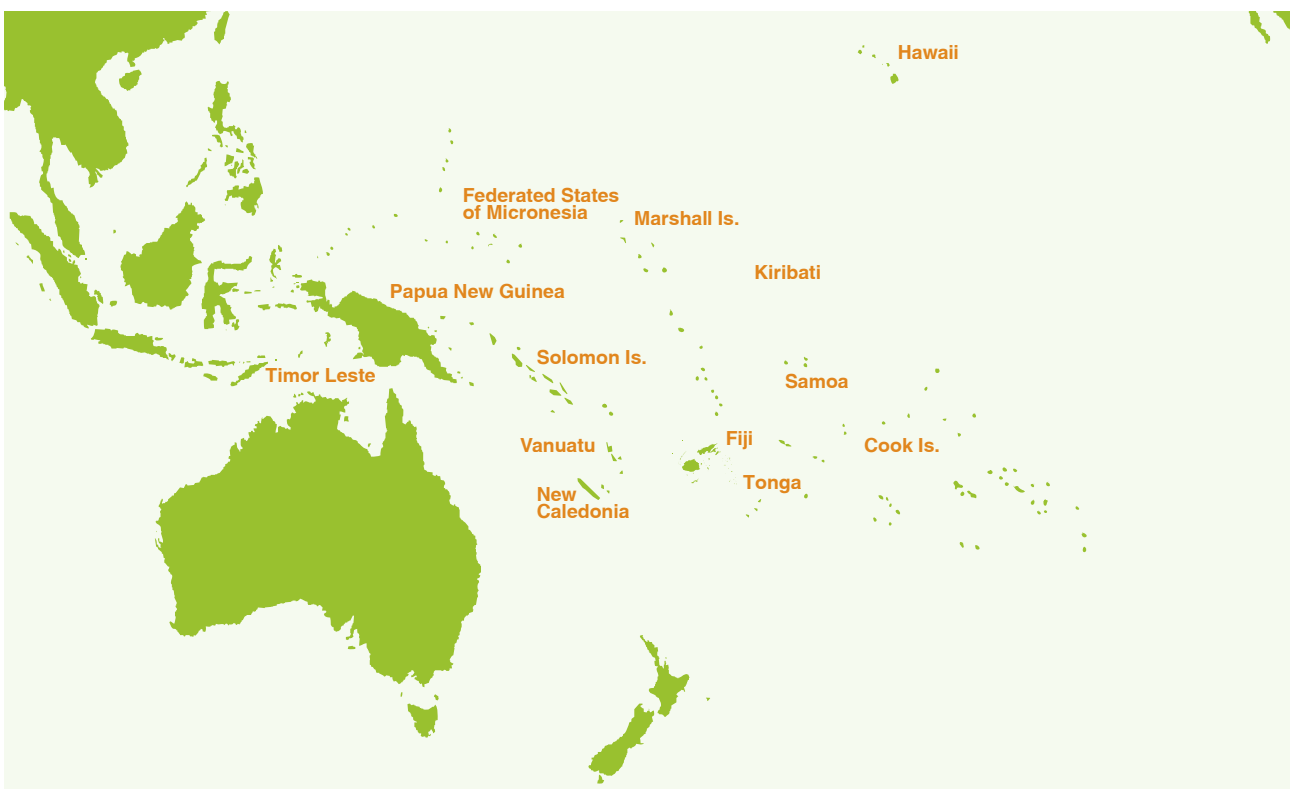 Hawaii
Federated States
of Micronesia
Marshall Is.
Kiribati
Papua New Guinea
Solomon Is.
Timor Leste
Samoa
Vanuatu
Fiji
Cook Is.
Tonga
New
Caledonia